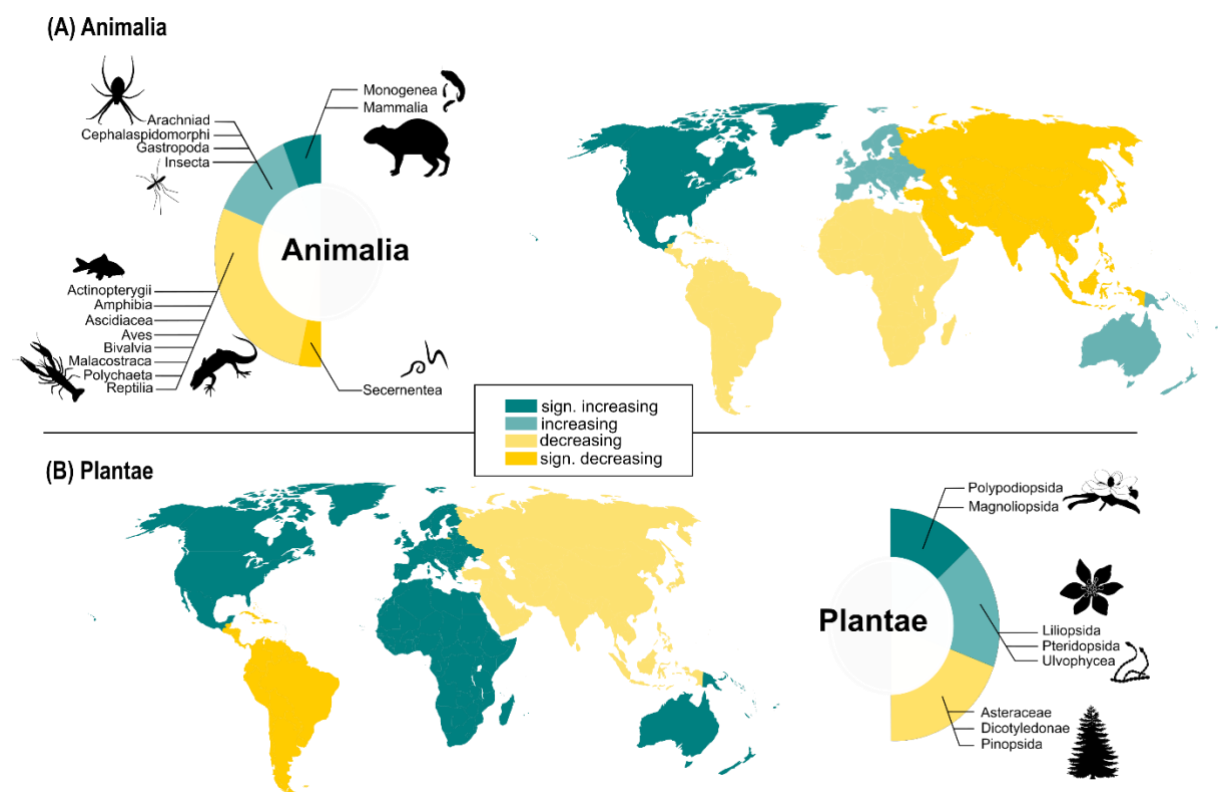 (A) Animalia
Monogenea
Mammalia
Arachniad
Cephalaspidomorphi
Gastropoda
Insecta
Animalia
Actinopterygii
Amphibia
Ascidiacea
Aves
Bivalvia
Malacostraca
Polychaeta
Reptilia
Secernentea
sign. increasing
increasing
decreasing
sign. decreasing
(B) Plantae
Polypodiopsida
Magnoliopsida
Plantae
Liliopsida
Pteridopsida
Ulvophycea
Asteraceae
Dicotyledonae
Pinopsida